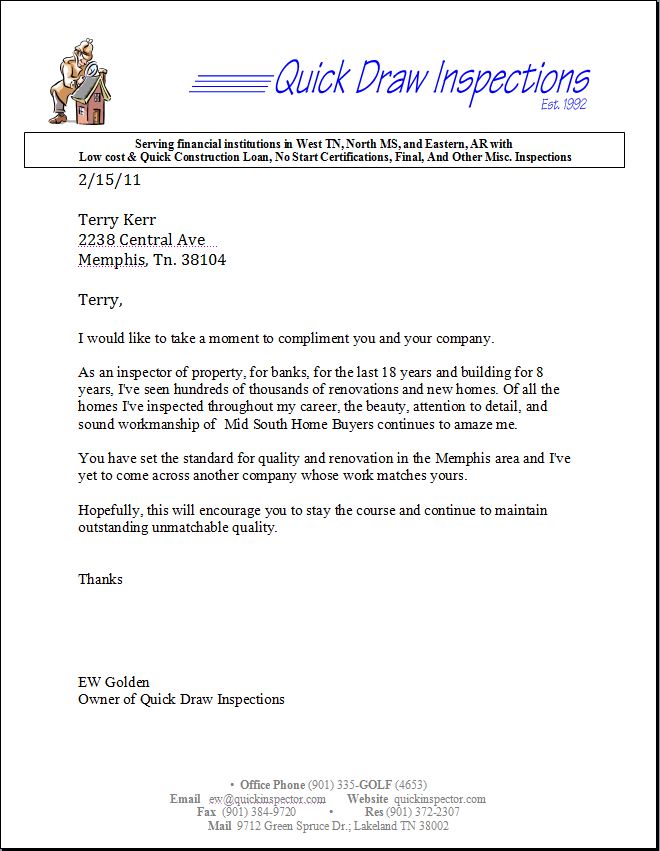 Quick Draw Inspections
Est. 1992
Serving financial institutions in West TN, North MS, and Eastern, AR with
Low cost & Quick Construction Loan, No Start Certifications, Final, And Other Misc. Inspections
2/15/11
Terry Kerr
2238 Central Ave
Memphis, Tn. 38104
Terry,
I would like to take a moment to compliment you and your company.
As an inspector of property, for banks, for the last 18 years and building for 8
years, I've seen hundreds of thousands of renovations and new homes. Of all the
homes I've inspected throughout my career, the beauty, attention to detail, and
sound workmanship of  Mid South Home Buyers continues to amaze me.
You have set the standard for quality and renovation in the Memphis area and I've
yet to come across another company whose work matches yours.
Hopefully, this will encourage you to stay the course and continue to maintain
outstanding unmatchable quality.
Thanks
EW Golden
Owner of Quick Draw Inspections
• Office Phone (901) 335-GOLF (4653)
Email ew@quickinspector.com Website quickinspector.com
Fax (901) 384-9720 • Res (901) 372-2307
Mail 9712 Green Spruce Dr.; Lakeland TN 38002